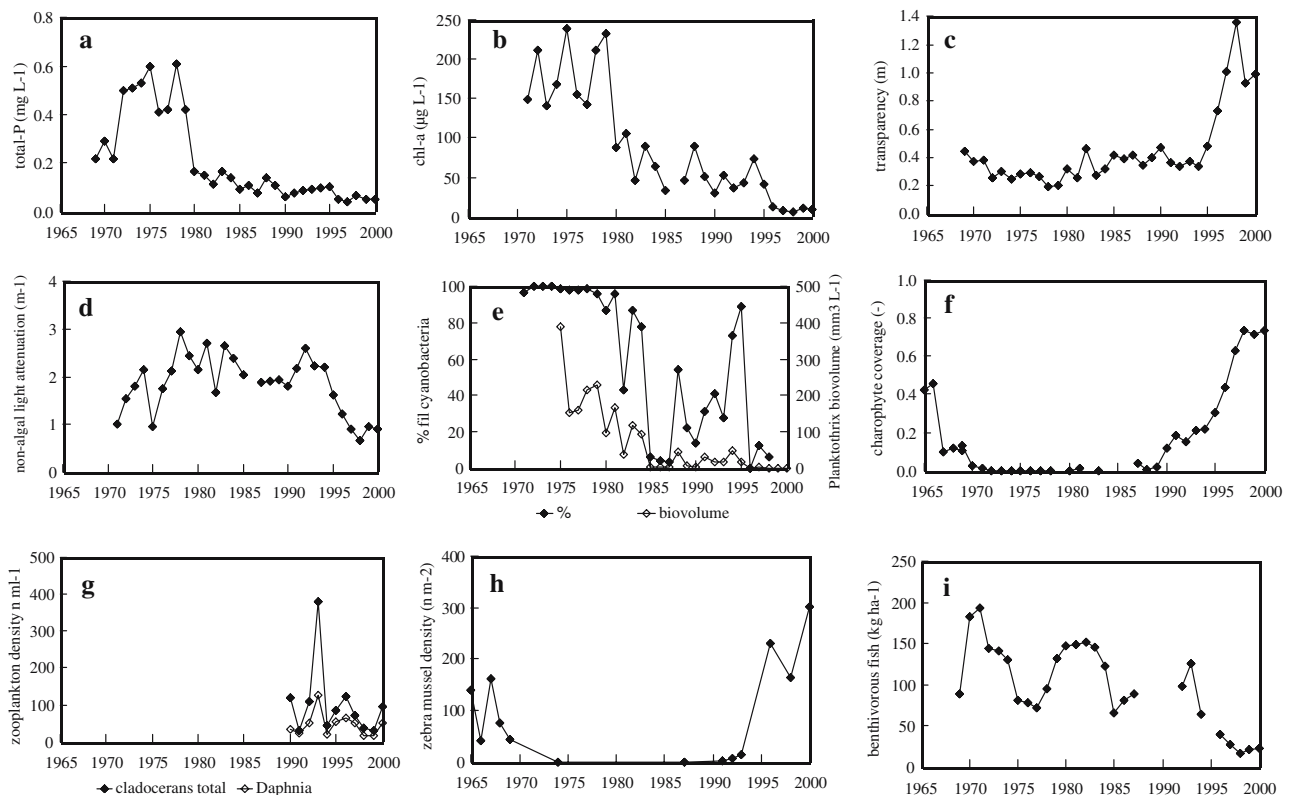 a
total-P (mg L-1)
0.8
0.6
0.4
0.2
0.0
1965 1970 1975 1980 1985 1990 1995 2000
b
chl-a (µg L-1)
250
200
150
100
50
0
1965 1970 1975 1980 1985 1990 1995 2000
c
transparency (m)
1.4
1.2
1.0
0.8
0.6
0.4
0.2
0.0
1965 1970 1975 1980 1985 1990 1995 2000
d
non-algal light attenuation (m-1)
4
3
2
1
0
1965 1970 1975 1980 1985 1990 1995 2000
e
% fil cyanobacteria
100
80
60
40
20
0
Planktothrix biovolume (mm3 L-1)
500
400
300
200
100
0
1965 1970 1975 1980 1985 1990 1995 2000
% biovolume
f
charophyte coverage (-)
1.0
0.8
0.6
0.4
0.2
0.0
1965 1970 1975 1980 1985 1990 1995 2000
g
zooplankton density n ml-1
500
400
300
200
100
0
1965 1970 1975 1980 1985 1990 1995 2000
cladocerans total Daphnia
h
zebra mussel density (n m-2)
400
300
200
100
0
1965 1970 1975 1980 1985 1990 1995 2000
i
benthivorous fish (kg ha-1)
250
200
150
100
50
0
1965 1970 1975 1980 1985 1990 1995 2000